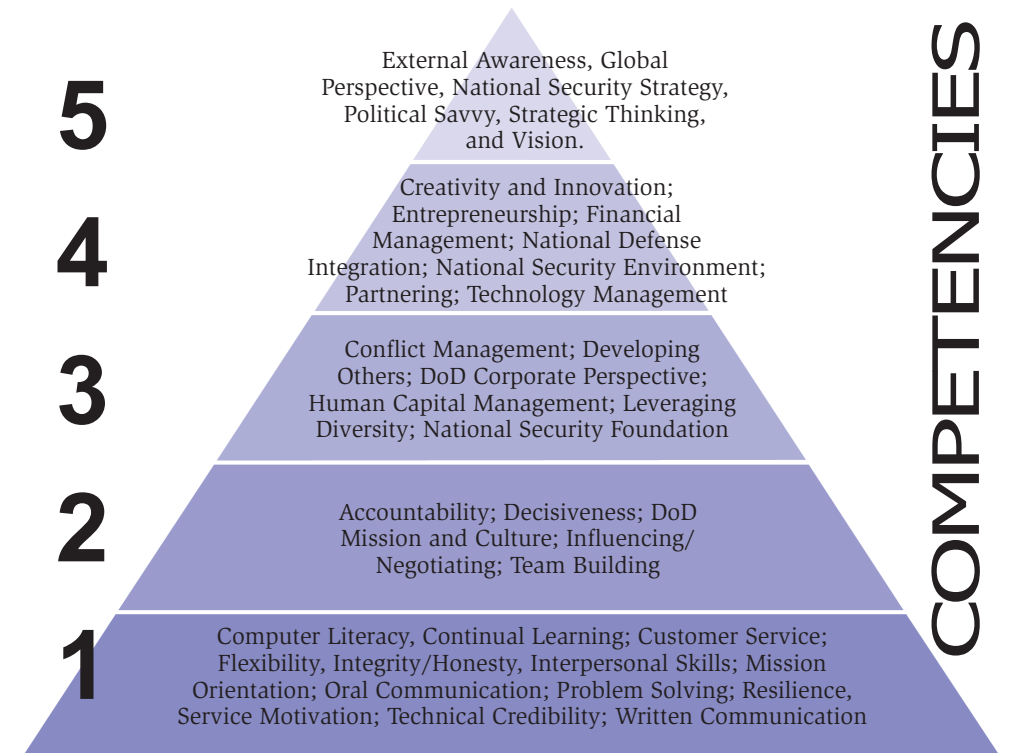 5
External Awareness, Global
Perspective, National Security Strategy,
Political Savvy, Strategic Thinking,
and Vision.
4
Creativity and Innovation;
Entrepreneurship; Financial
Management; National Defense
Integration; National Security Environment;
Partnering; Technology Management
3
Conflict Management; Developing
Others; DoD Corporate Perspective;
Human Capital Management; Leveraging
Diversity; National Security Foundation
2
Accountability; Decisiveness; DoD
Mission and Culture; Influencing/
Negotiating; Team Building
1
Computer Literacy, Continual Learning; Customer Service;
Flexibility, Integrity/Honesty, Interpersonal Skills; Mission
Orientation; Oral Communication; Problem Solving; Resilience,
Service Motivation; Technical Credibility; Written Communication
COMPETENCIES